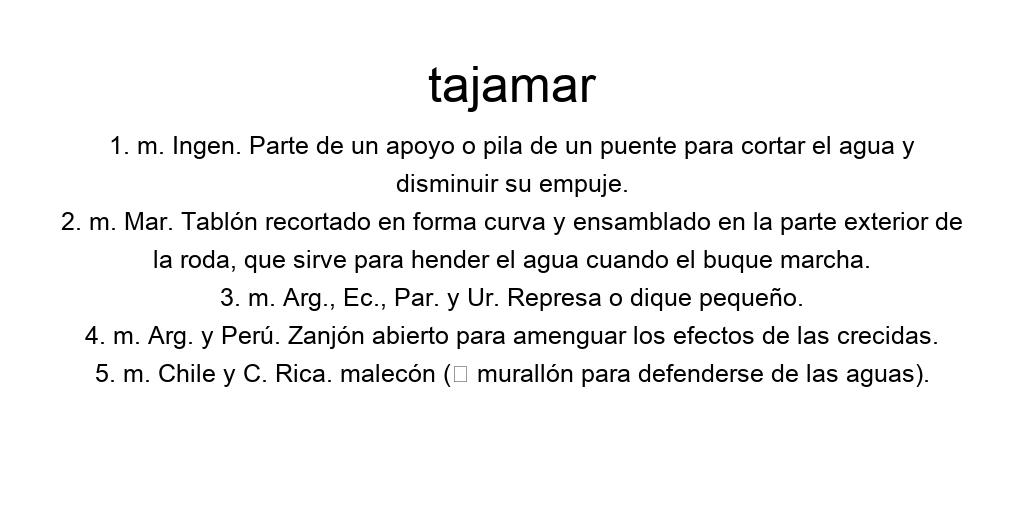 tajamar
1. m. Ingen. Parte de un apoyo o pila de un puente para cortar el agua y
disminuir su empuje.
2. m. Mar. Tablón recortado en forma curva y ensamblado en la parte exterior de
la roda, que sirve para hender el agua cuando el buque marcha.
3. m. Arg., Ec., Par. y Ur. Represa o dique pequeño.
4. m. Arg. y Perú. Zanjón abierto para amenguar los efectos de las crecidas.
5. m. Chile y C. Rica. malecón (□ murallón para defenderse de las aguas).